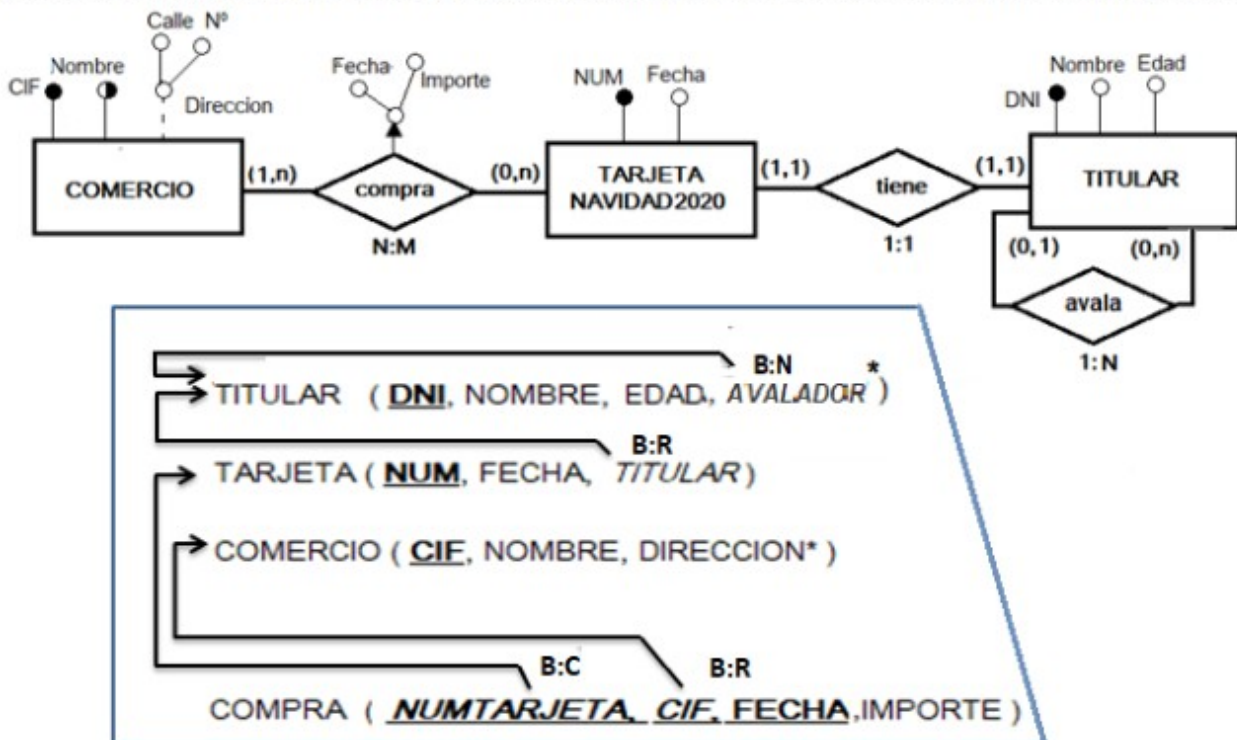 Calle Nº
CIF Nombre
Direccion
Fecha Importe
NUM Fecha
DNI Nombre Edad
COMERCIO (1,n) compra (0,n) TARJETA NAVIDAD2020 (1,1) tiene (1,1) TITULAR
N:M
1:1
(0,1) (0,n)
avala
1:N
B:N
TITULAR ( DNI, NOMBRE, EDAD, AVALADOR* )
B:R
TARJETA ( NUM, FECHA, TITULAR )
COMERCIO ( CIF, NOMBRE, DIRECCION* )
B:C B:R
COMPRA ( NUMTARJETA, CIF, FECHA, IMPORTE )